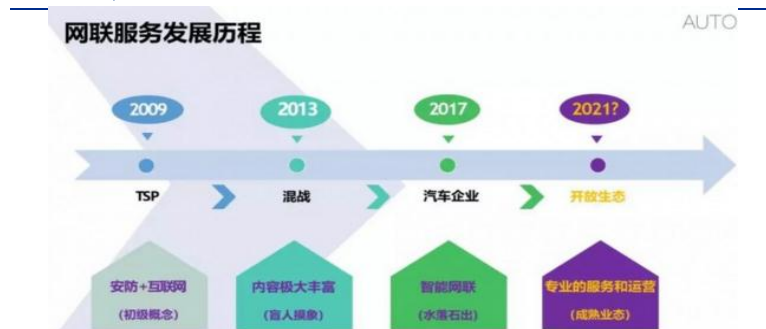 AUTO
网联服务发展历程
2009 2013 2017 2021?
TSP 混战 汽车企业 开放生态
安防+互联网 内容极大丰富 智能网联 专业的服务和运营
(初级概念) (盲人摸象) (水落石出) (成熟业态)